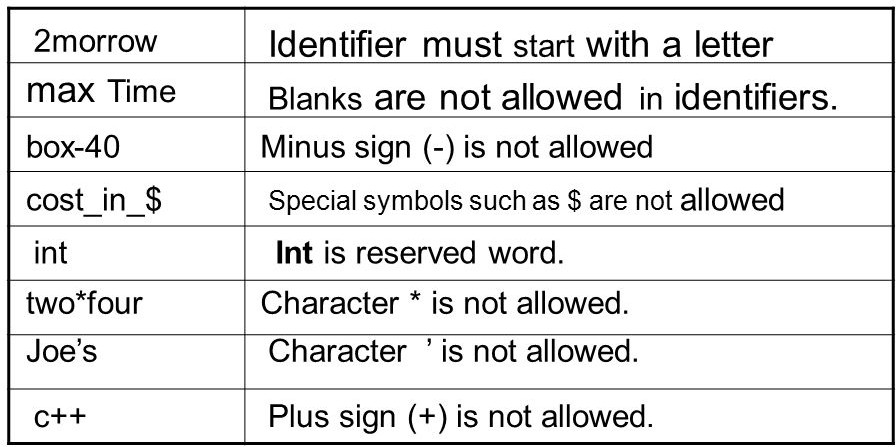 2morrow Identifier must start with a letter
max Time Blanks are not allowed in identifiers.
box-40 Minus sign (-) is not allowed
cost_in_$ Special symbols such as $ are not allowed
int Int is reserved word.
two*four Character * is not allowed.
Joe’s Character ’ is not allowed.
c++ Plus sign (+) is not allowed.